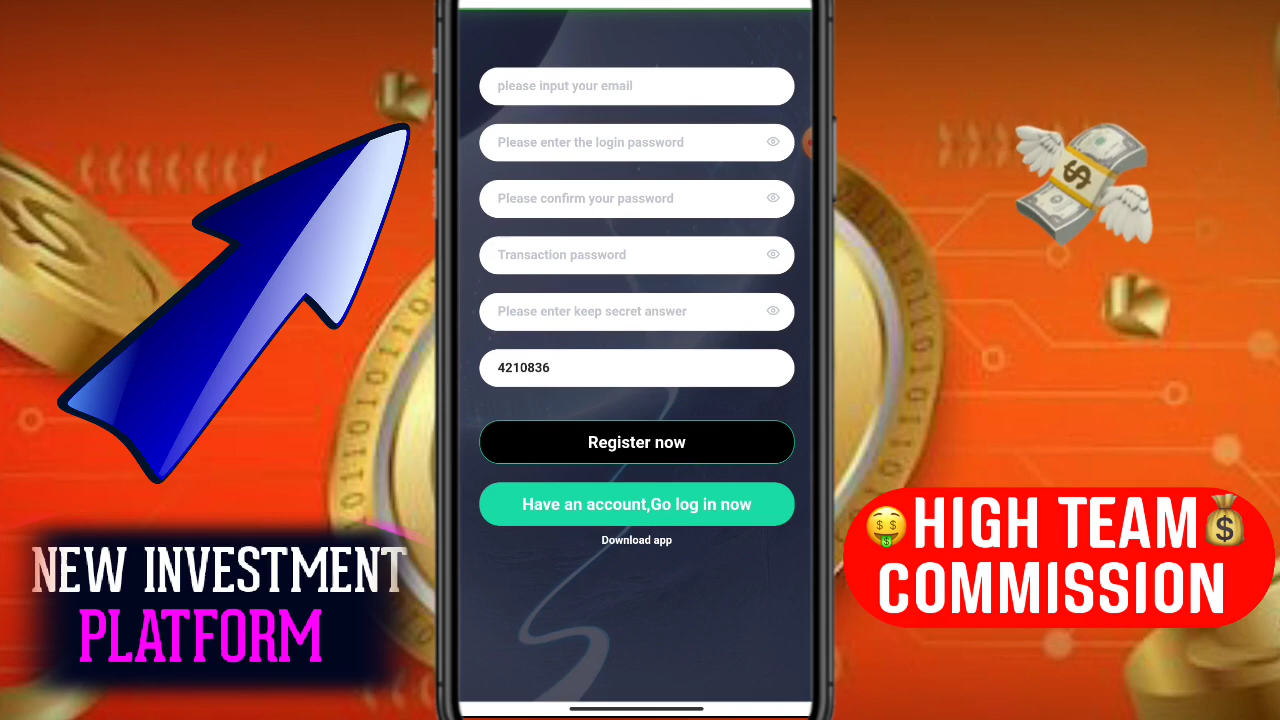 please input your email
Please enter the login password
Please confirm your password
Transaction password
Please enter keep secret answer
4210836
Register now
Have an account,Go log in now
Download app
NEW INVESTMENT
PLATFORM
HIGH TEAM
COMMISSION